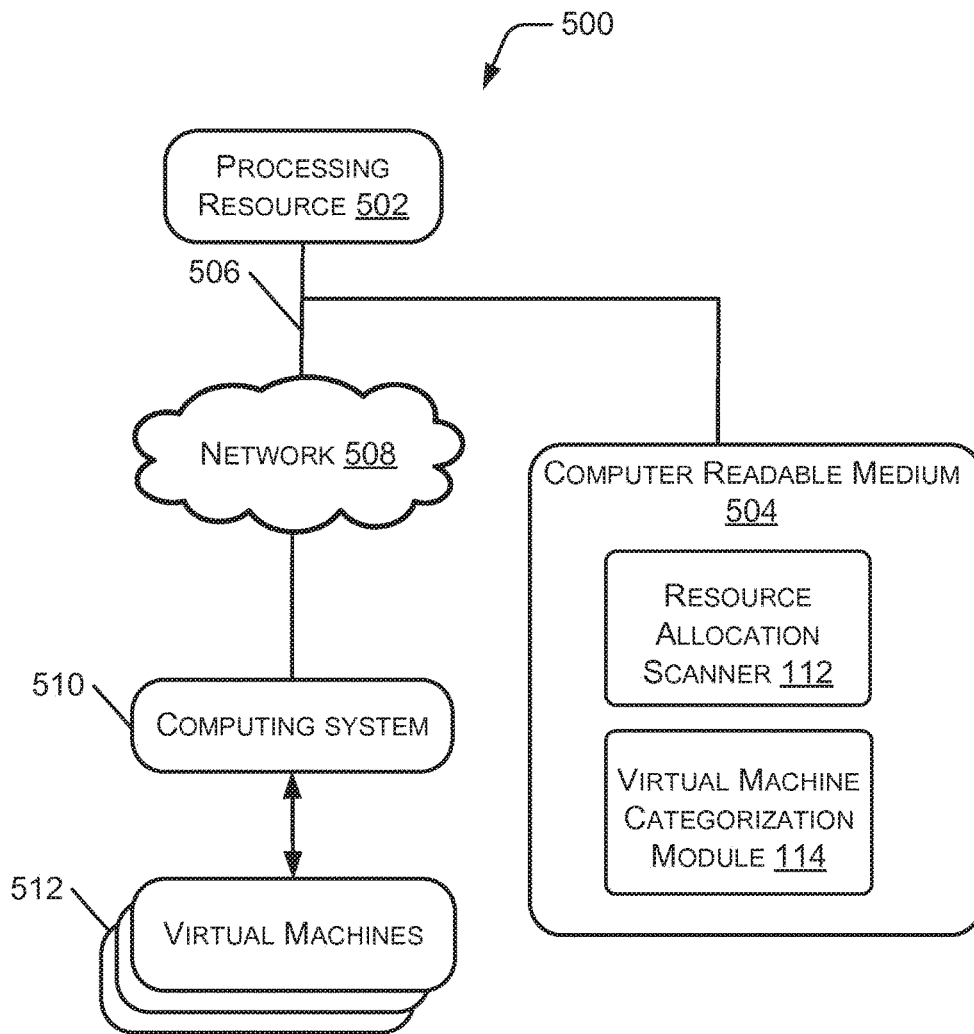 500
PROCESSING
RESOURCE 502
506
NETWORK 508
COMPUTER READABLE MEDIUM
504
RESOURCE
ALLOCATION
SCANNER 112
510
COMPUTING SYSTEM
VIRTUAL MACHINE
CATEGORIZATION
MODULE 114
512
VIRTUAL MACHINES